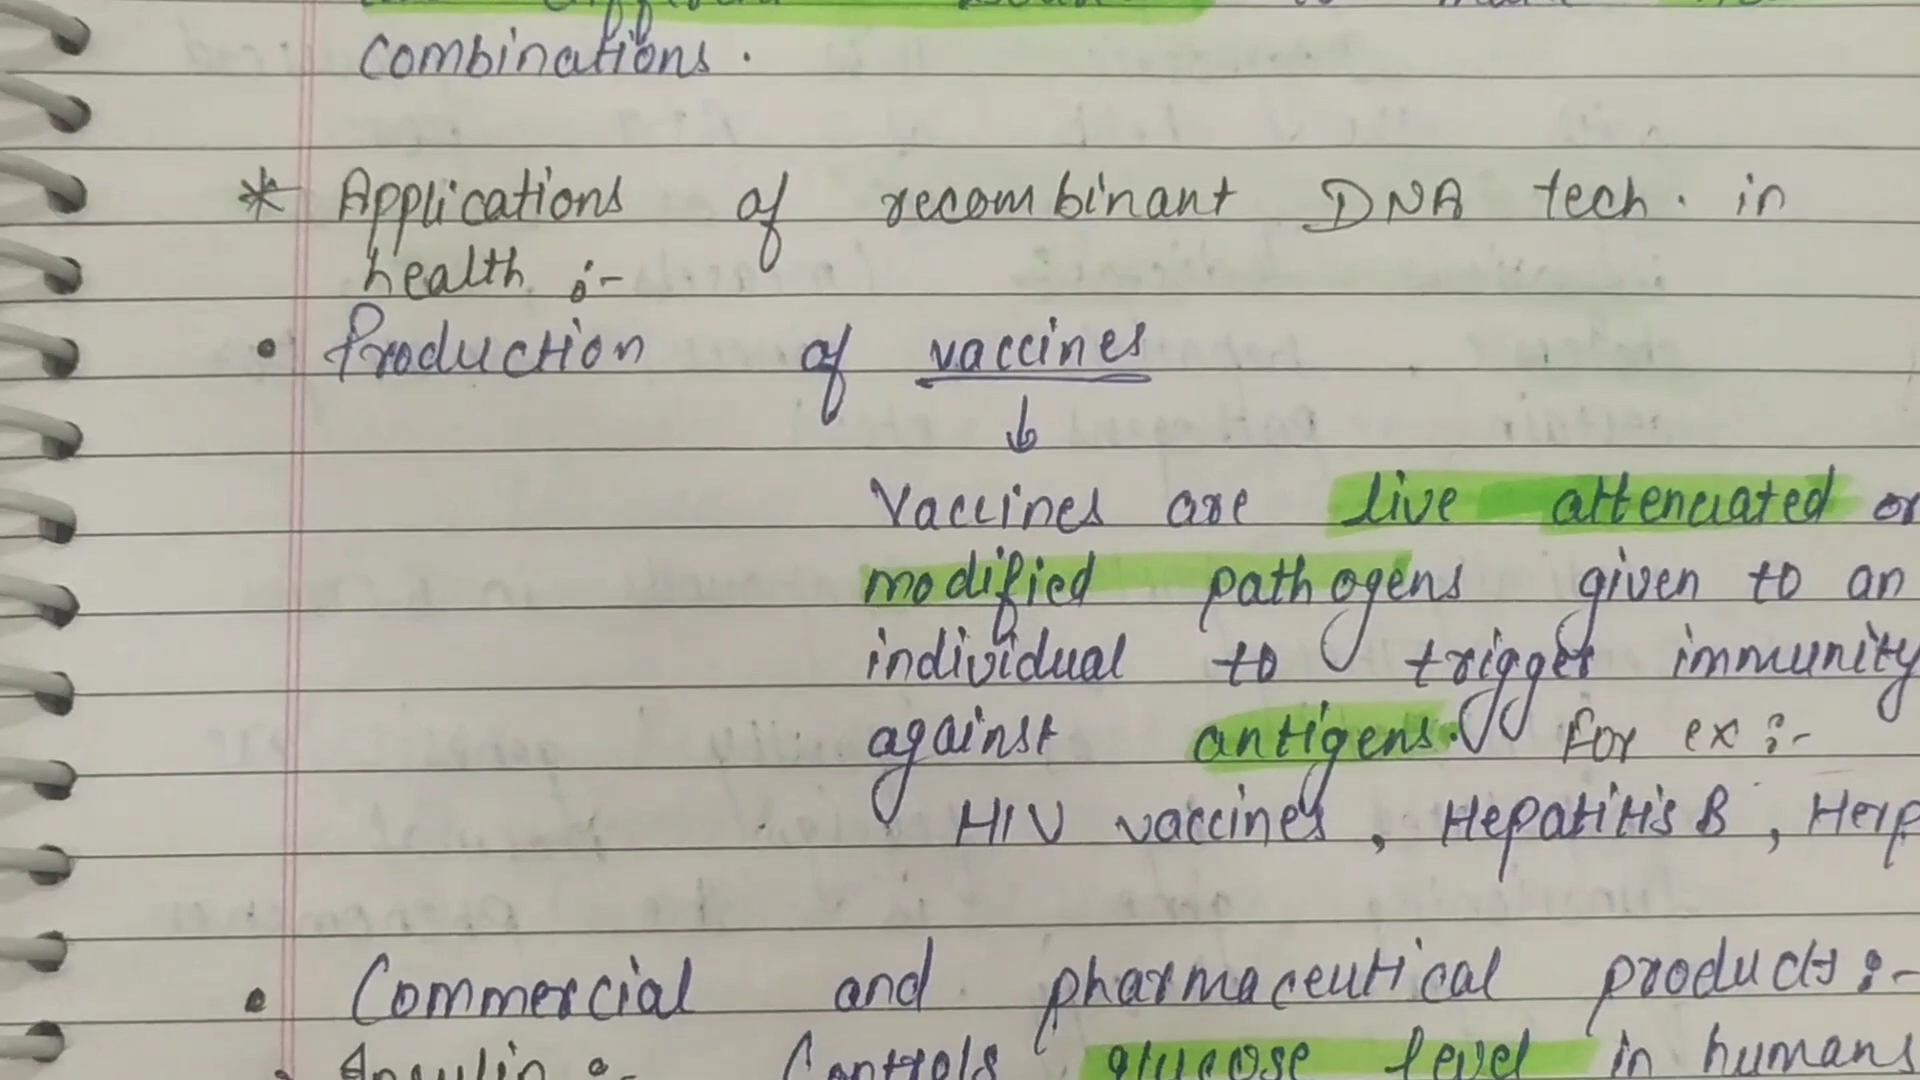 combinations.
* Applications of recombinant DNA tech. in
health :-
• Production of vaccines
↓
Vaccines are live attenuated or
modified pathogens given to an
individual to trigger immunity
against antigens. For ex :-
HIV vaccines, Hepatitis B, Herp
• Commercial and pharmaceutical products :-
• Insulin :- Controls glucose level in humans